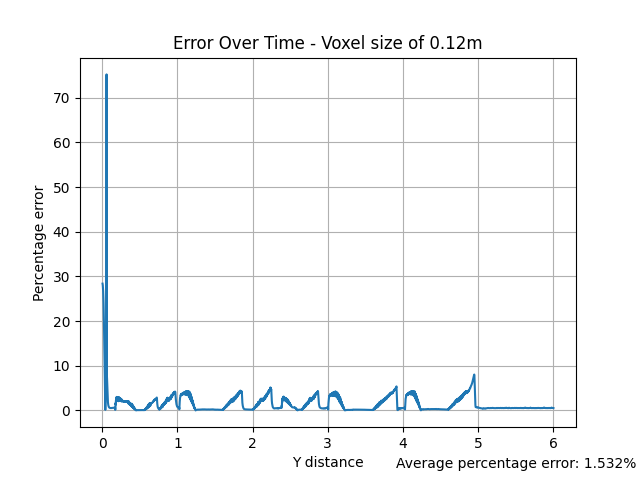 Error Over Time - Voxel size of 0.12m
Percentage error
70
60
50
40
30
20
10
0
0 1 2 3 4 5 6
Y distance
Average percentage error: 1.532%